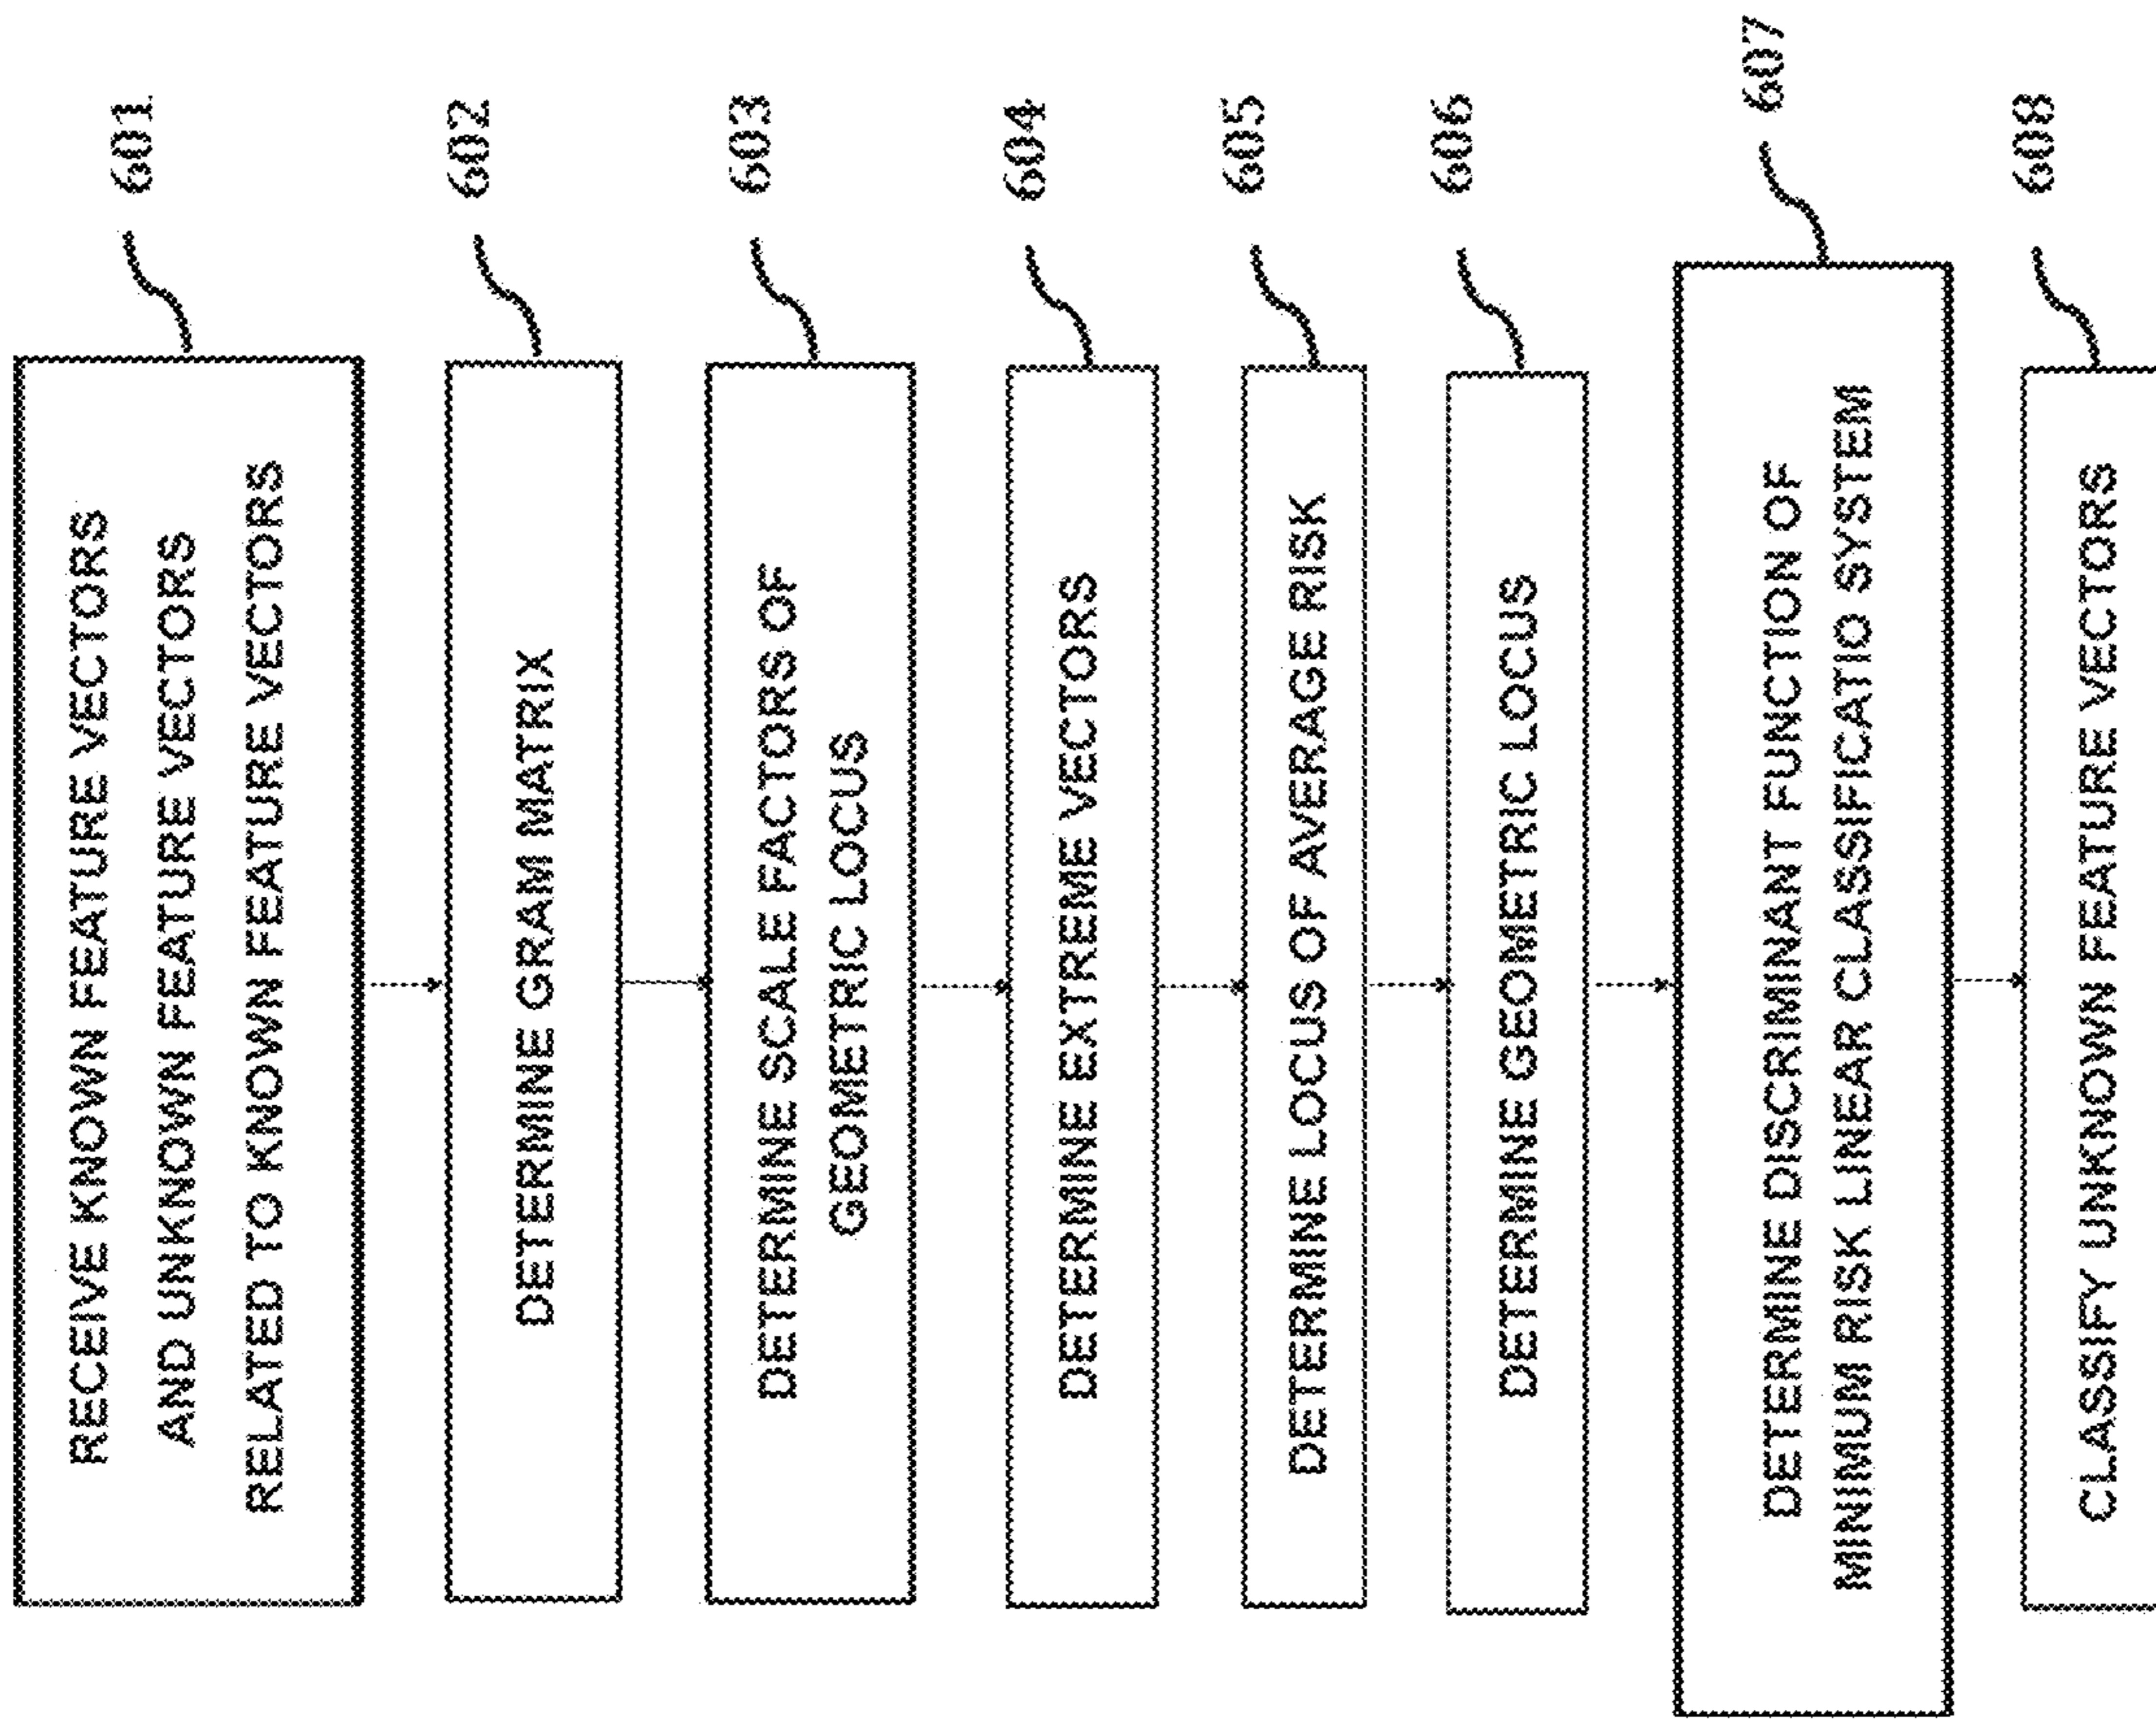 RECEIVE KNOWN FEATURE VECTORS
AND UNKNOWN FEATURE VECTORS
RELATED TO KNOWN FEATURE VECTORS
601
DETERMINE GRAM MATRIX
602
DETERMINE SCALE FACTORS OF
GEOMETRIC LOCUS
603
DETERMINE EXTREME VECTORS
604
DETERMINE LOCUS OF AVERAGE RISK
605
DETERMINE GEOMETRIC LOCUS
606
DETERMINE DISCRIMINANT FUNCTION OF
MINIMUM RISK LINEAR CLASSIFICATIO SYSTEM
607
CLASSIFY UNKNOWN FEATURE VECTORS
608